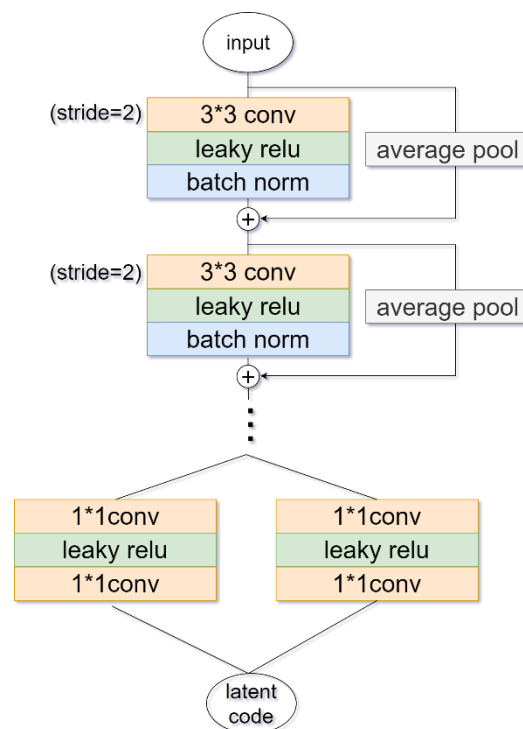 input
(stride=2)
3*3 conv
leaky relu
batch norm
average pool
+
(stride=2)
3*3 conv
leaky relu
batch norm
average pool
+
1*1conv
leaky relu
1*1conv
1*1conv
leaky relu
1*1conv
latent
code